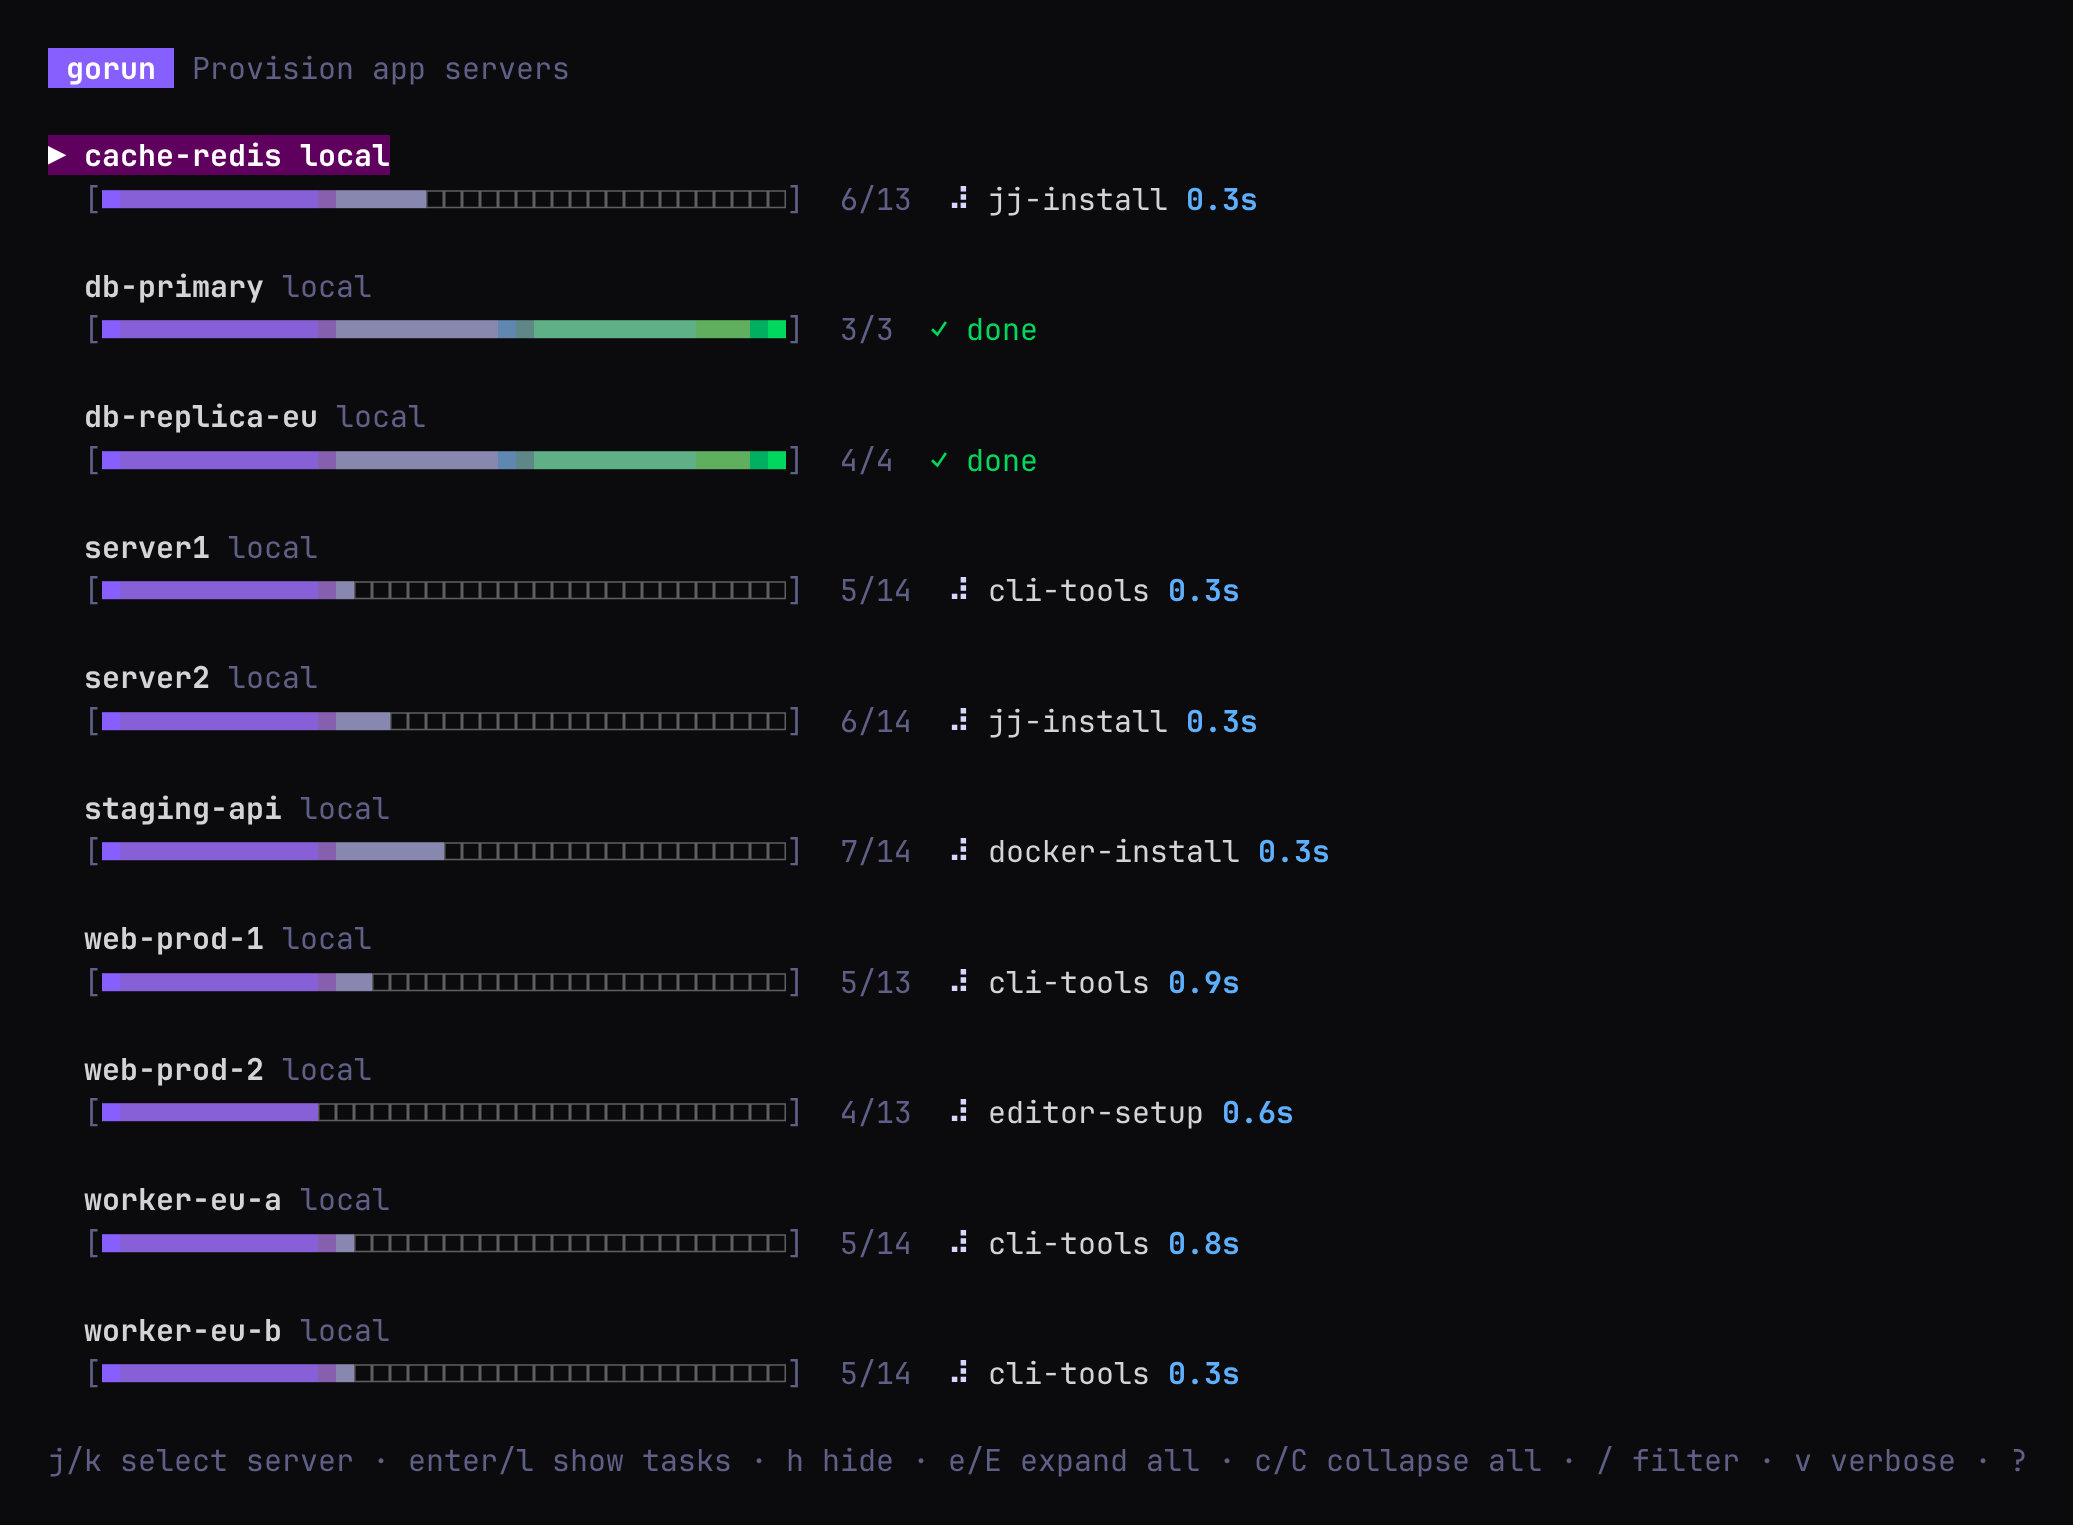 gorun Provision app servers
▶ cache-redis local
[] 6/13 ⣰ jj-install 0.3s
db-primary local
[] 3/3 ✓ done
db-replica-eu local
[] 4/4 ✓ done
server1 local
[] 5/14 ⣰ cli-tools 0.3s
server2 local
[] 6/14 ⣰ jj-install 0.3s
staging-api local
[] 7/14 ⣰ docker-install 0.3s
web-prod-1 local
[] 5/13 ⣰ cli-tools 0.9s
web-prod-2 local
[] 4/13 ⣰ editor-setup 0.6s
worker-eu-a local
[] 5/14 ⣰ cli-tools 0.8s
worker-eu-b local
[] 5/14 ⣰ cli-tools 0.3s
j/k select server · enter/l show tasks · h hide · e/E expand all · c/C collapse all · / filter · v verbose · ?